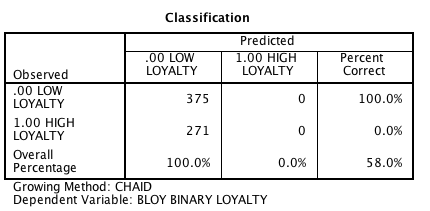 Classification
Predicted
Observed .00 LOW LOYALTY 1.00 HIGH LOYALTY Percent Correct
.00 LOW LOYALTY 375 0 100.0%
1.00 HIGH LOYALTY 271 0 0.0%
Overall Percentage 100.0% 0.0% 58.0%
Growing Method: CHAID
Dependent Variable: BLOY BINARY LOYALTY